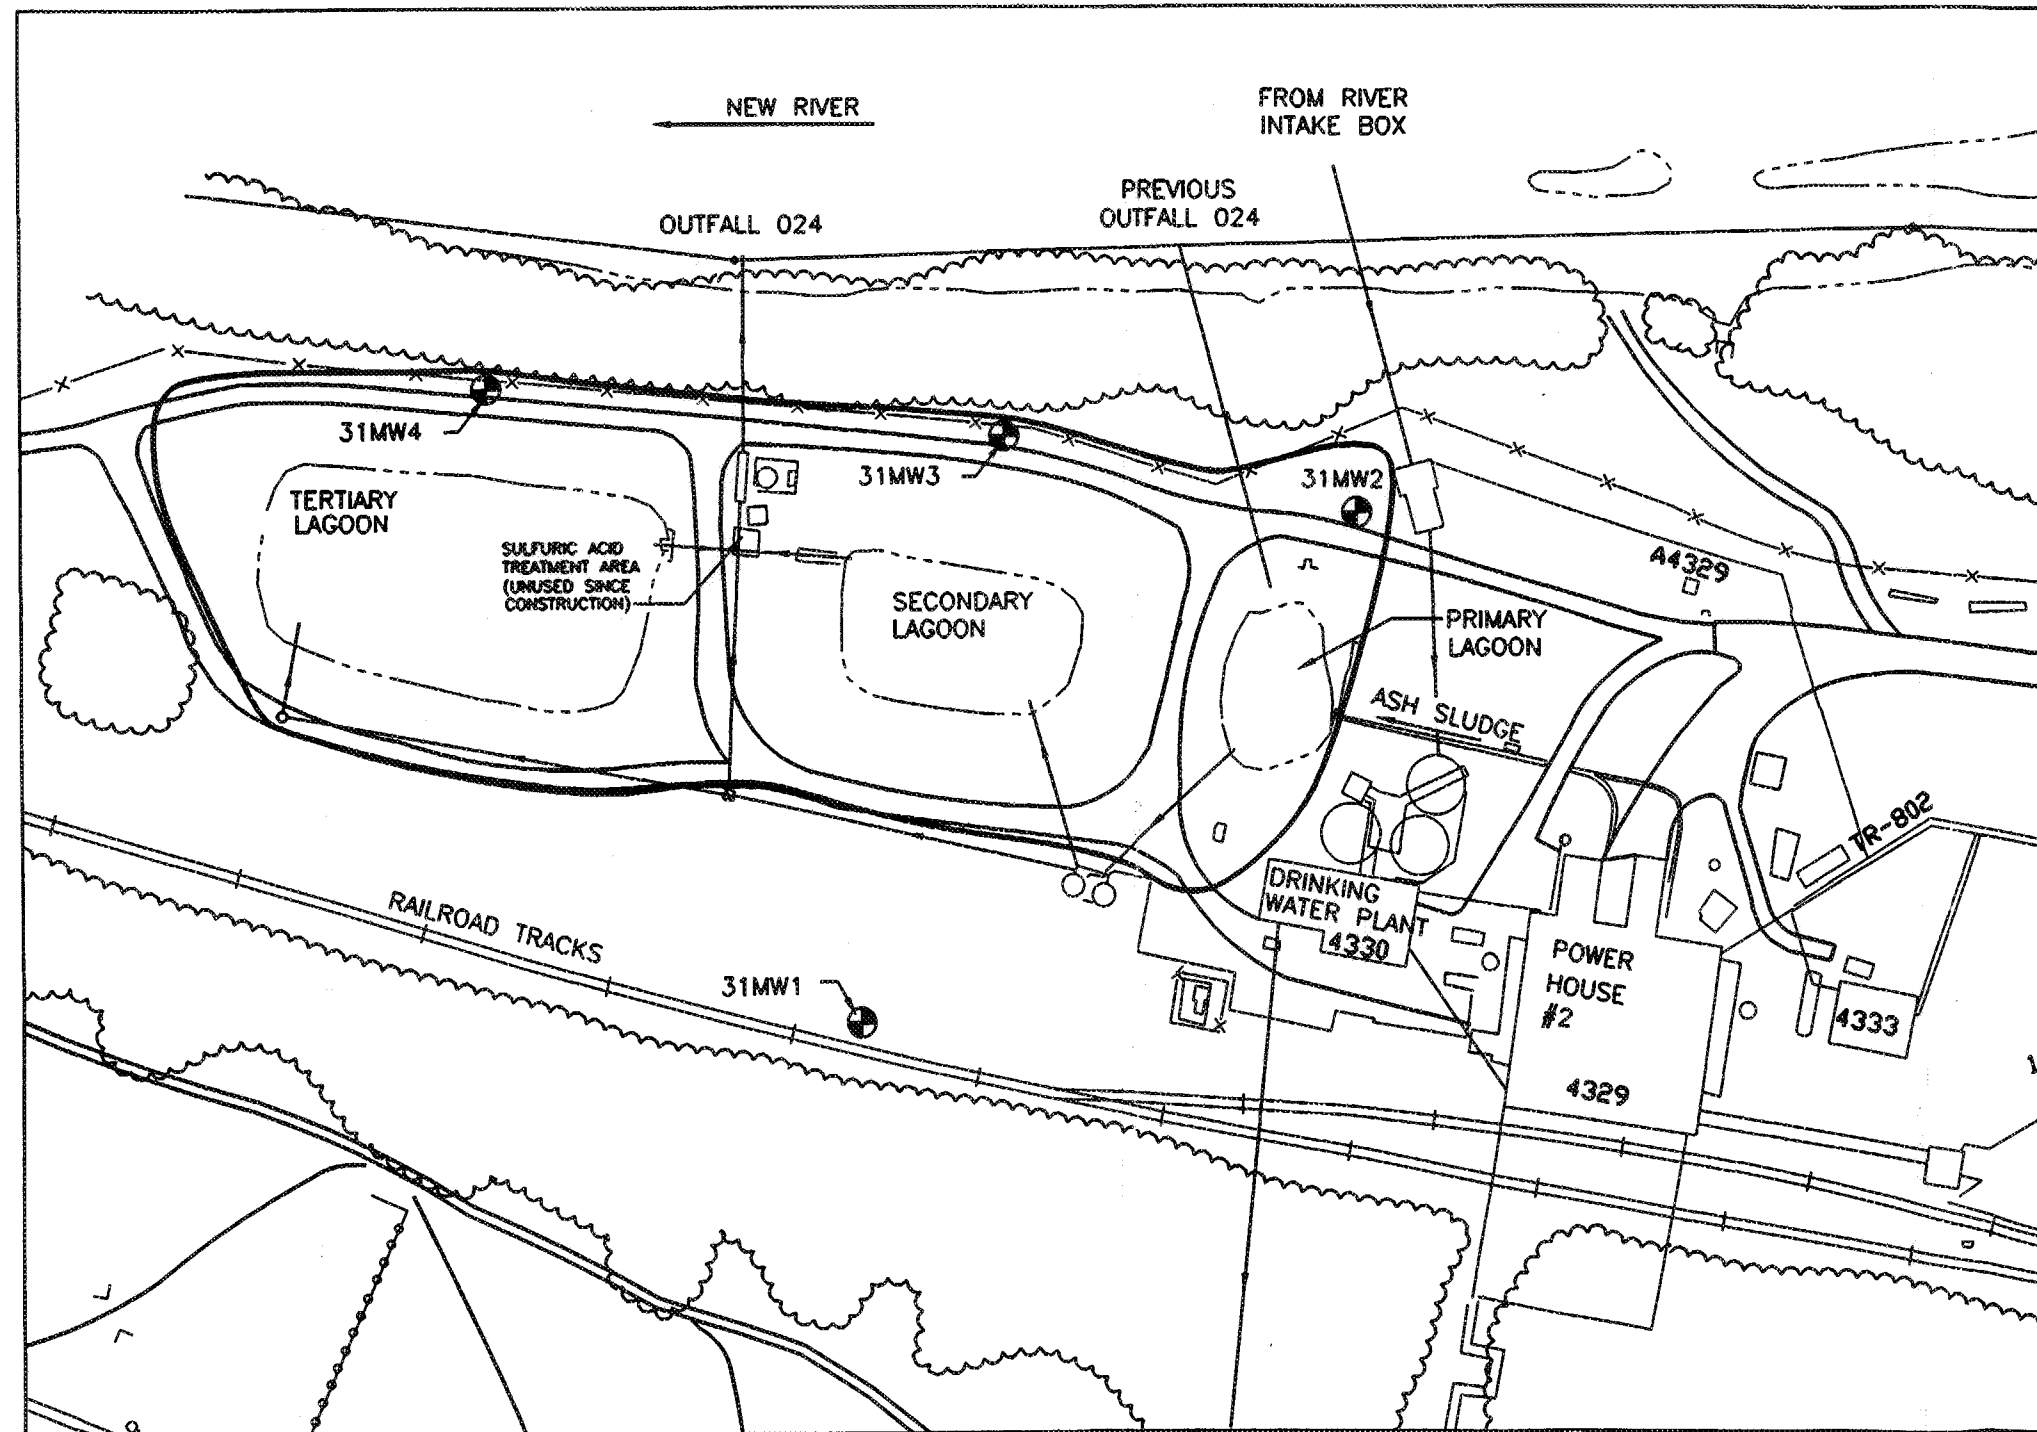 NEW RIVER
FROM RIVER
INTAKE BOX
PREVIOUS
OUTFALL 024
OUTFALL 024
31MW4
31MW3
31MW2
TERTIARY
LAGOON
SULFURIC ACID
TREATMENT AREA
(UNUSED SINCE
CONSTRUCTION)
SECONDARY
LAGOON
A4329
PRIMARY
LAGOON
ASH SLUDGE
TR-802
DRINKING
WATER PLANT
4330
RAILROAD TRACKS
31MW1
POWER
HOUSE
#2
4333
4329